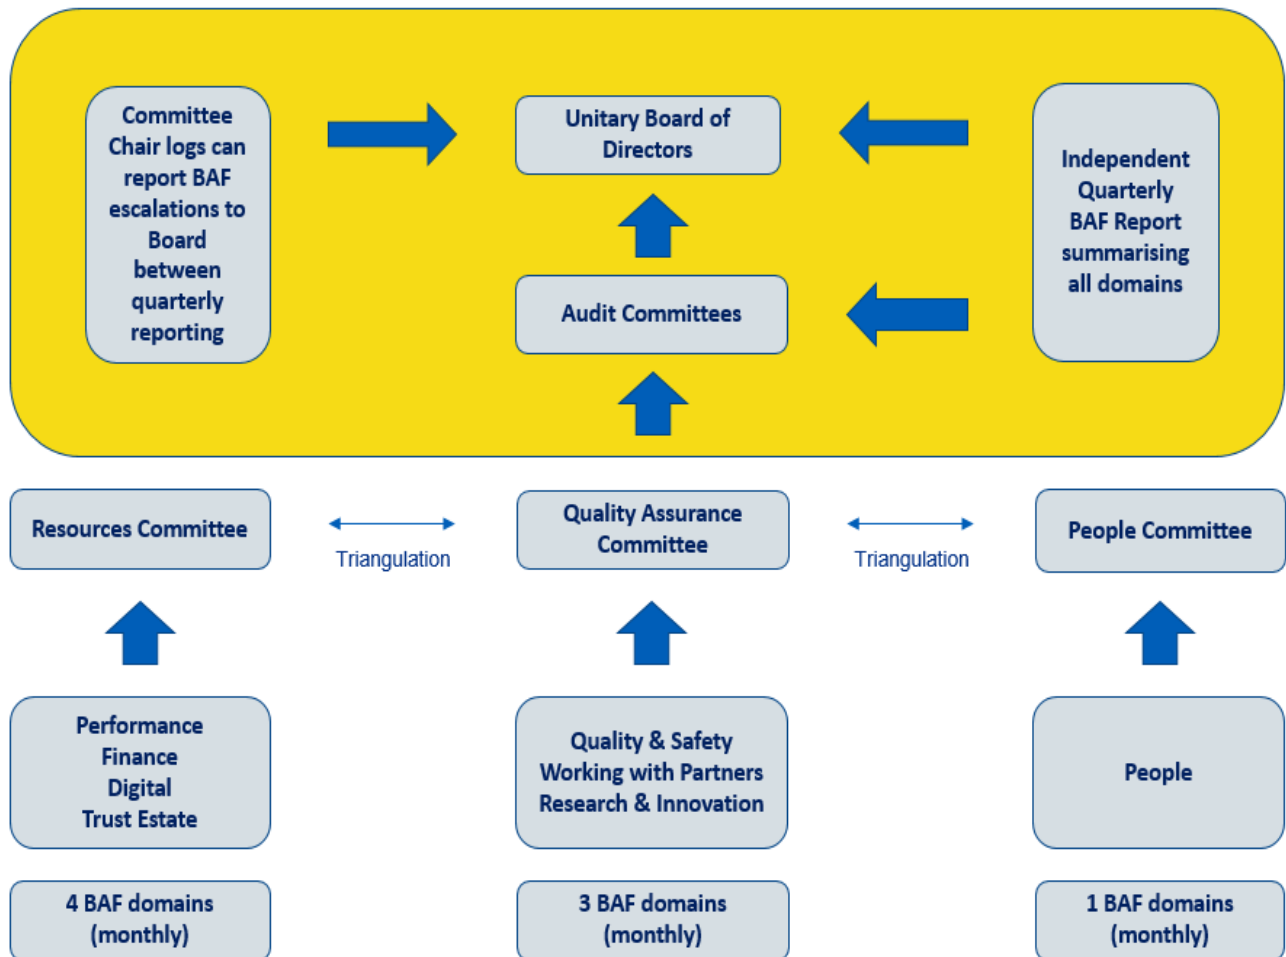 Committee
Chair logs can
report BAF
escalations to
Board
between
quarterly
reporting
Unitary Board of
Directors
Independent
Quarterly
BAF Report
summarising
all domains
Audit Committees
Resources Committee
Triangulation
Quality Assurance
Committee
Triangulation
People Committee
Performance
Finance
Digital
Trust Estate
Quality & Safety
Working with Partners
Research & Innovation
People
4 BAF domains
(monthly)
3 BAF domains
(monthly)
1 BAF domains
(monthly)